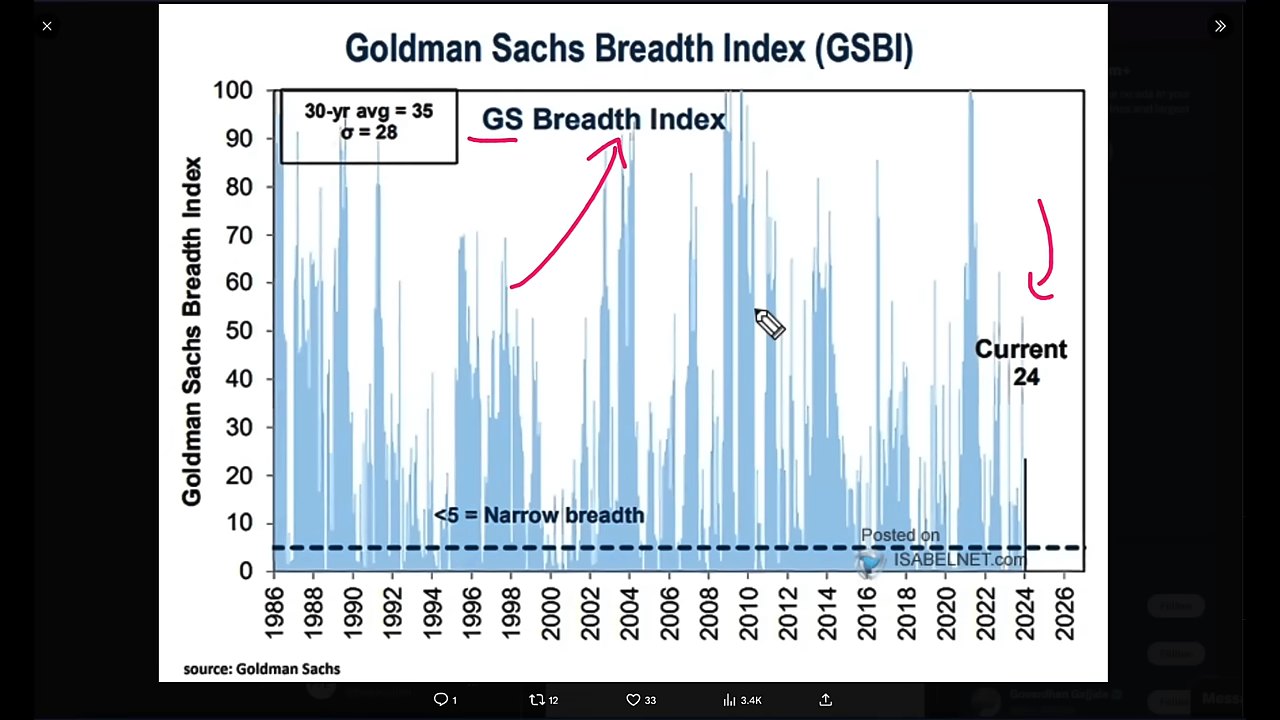 Goldman Sachs Breadth Index (GSBI)
30-yr avg = 35
σ = 28
GS Breadth Index
Goldman Sachs Breadth Index
100
90
80
70
60
50
40
30
20
10
0
Current
24
<5 = Narrow breadth
Posted on
ISABELNET.com
1986 1988 1990 1992 1994 1996 1998 2000 2002 2004 2006 2008 2010 2012 2014 2016 2018 2020 2022 2024 2026
source: Goldman Sachs
1 12 33 3.4K